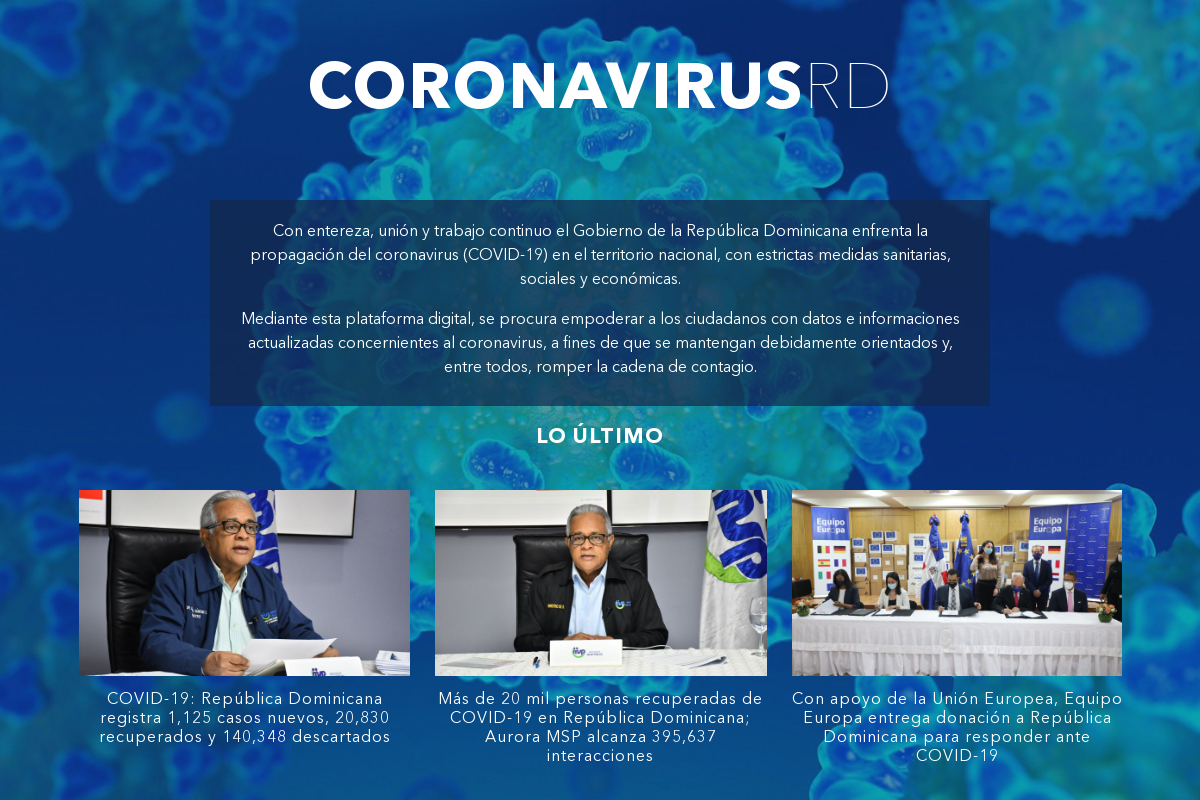 CORONAVIRUSRD
Con entereza, unión y trabajo continuo el Gobierno de la República Dominicana enfrenta la
propagación del coronavirus (COVID-19) en el territorio nacional, con estrictas medidas sanitarias,
sociales y económicas.
Mediante esta plataforma digital, se procura empoderar a los ciudadanos con datos e informaciones
actualizadas concernientes al coronavirus, a fines de que se mantengan debidamente orientados y,
entre todos, romper la cadena de contagio.
LO ÚLTIMO
Equipo
Europa
Equipo
Europa
COVID-19: República Dominicana
registra 1,125 casos nuevos, 20,830
recuperados y 140,348 descartados
Más de 20 mil personas recuperadas de
COVID-19 en República Dominicana;
Aurora MSP alcanza 395,637
interacciones
Con apoyo de la Unión Europea, Equipo
Europa entrega donación a República
Dominicana para responder ante
COVID-19